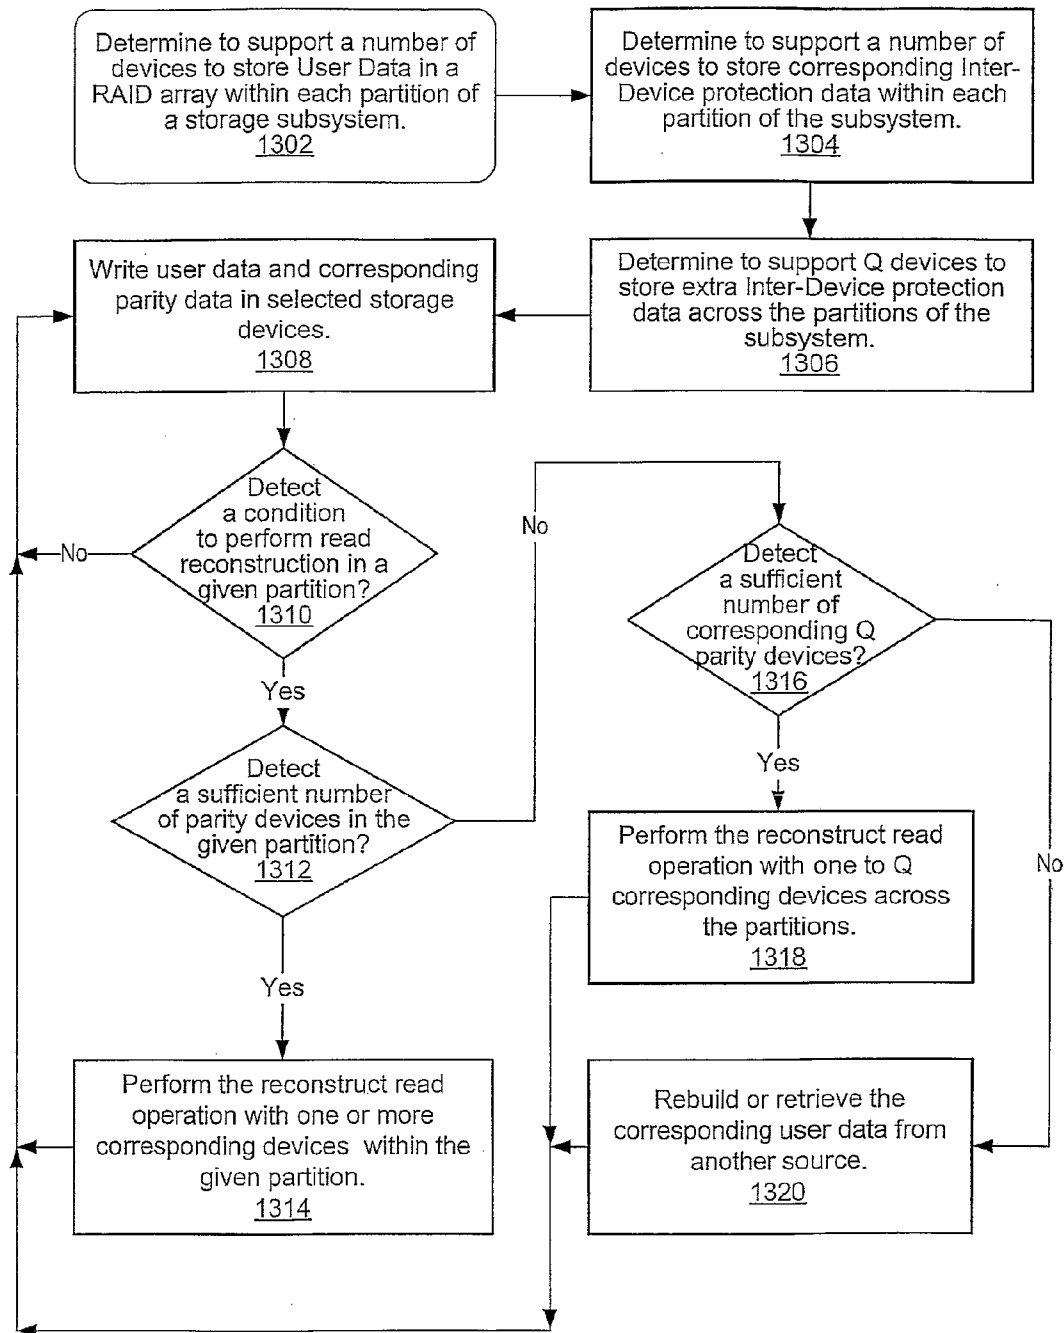 Determine to support a number of
devices to store User Data in a
RAID array within each partition of
a storage subsystem.
1302
Determine to support a number of
devices to store corresponding Inter-
Device protection data within each
partition of the subsystem.
1304
Determine to support Q devices to
store extra Inter-Device protection
data across the partitions of the
subsystem.
1306
Write user data and corresponding
parity data in selected storage
devices.
1308
Detect
a condition
to perform read
reconstruction in a
given partition?
1310
No
Yes
Detect
a sufficient number
of parity devices in the
given partition?
1312
No
Yes
Perform the reconstruct read
operation with one or more
corresponding devices within the
given partition.
1314
Detect
a sufficient
number of
corresponding Q
parity devices?
1316
Yes
No
Perform the reconstruct read
operation with one to Q
corresponding devices across
the partitions.
1318
Rebuild or retrieve the
corresponding user data from
another source.
1320